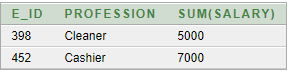 E_ID PROFESSION SUM(SALARY)
398 Cleaner 5000
452 Cashier 7000